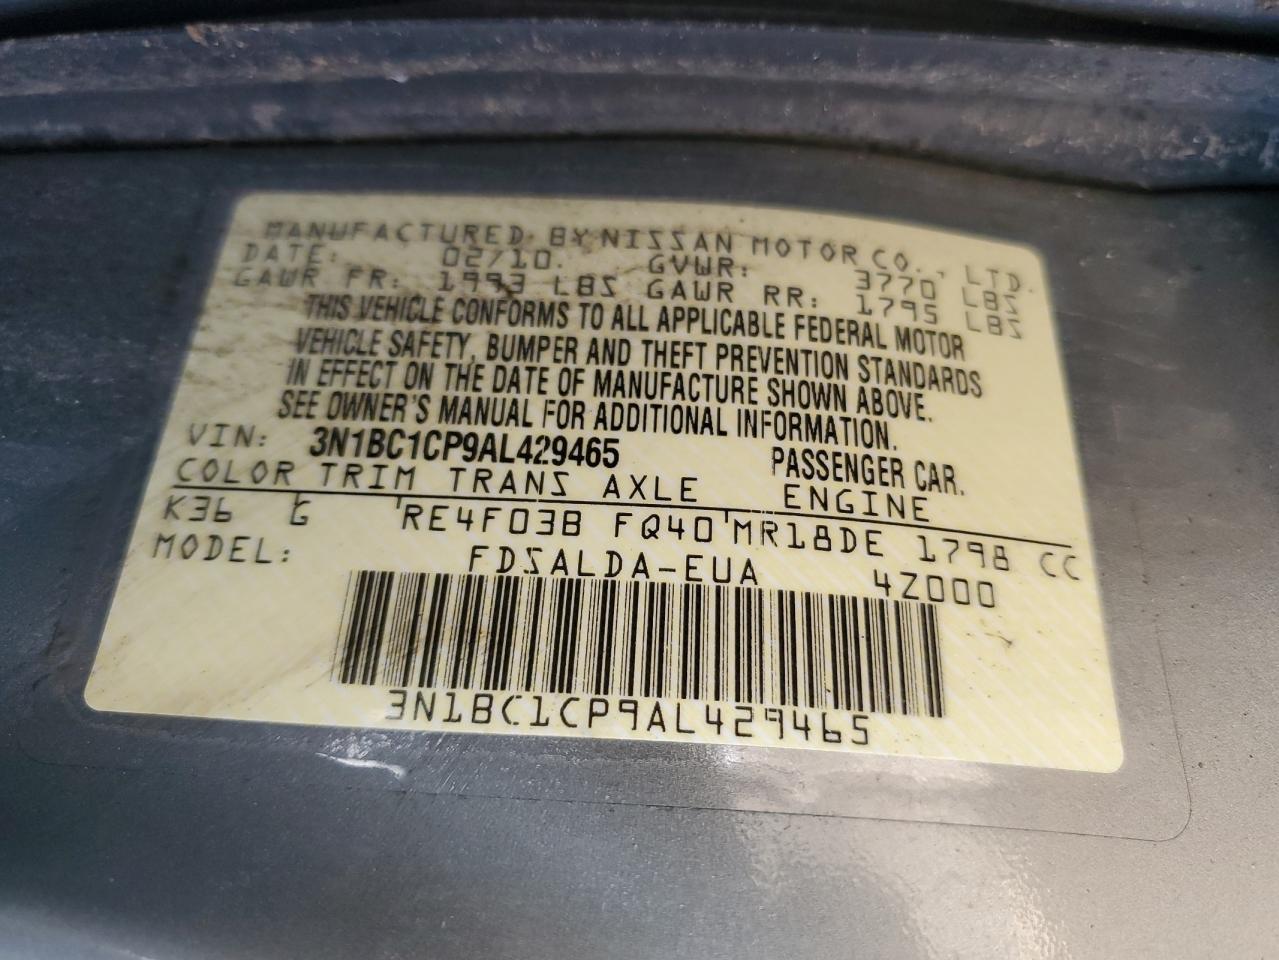 MANUFACTURED BY NISSAN MOTOR CO., LTD.
DATE: 02/10 GVWR: 3770 LBS
GAWR FR: 1993 LBS GAWR RR: 1795 LBS
THIS VEHICLE CONFORMS TO ALL APPLICABLE FEDERAL MOTOR
VEHICLE SAFETY, BUMPER AND THEFT PREVENTION STANDARDS
IN EFFECT ON THE DATE OF MANUFACTURE SHOWN ABOVE.
SEE OWNER'S MANUAL FOR ADDITIONAL INFORMATION.
VIN: 3N1BC1CP9AL429465 PASSENGER CAR.
COLOR TRIM TRANS AXLE ENGINE
K36 G RE4F03B FQ40 MR18DE 1798 CC
MODEL: FDSALDA-EUA 4Z000
3N1BC1CP9AL429465